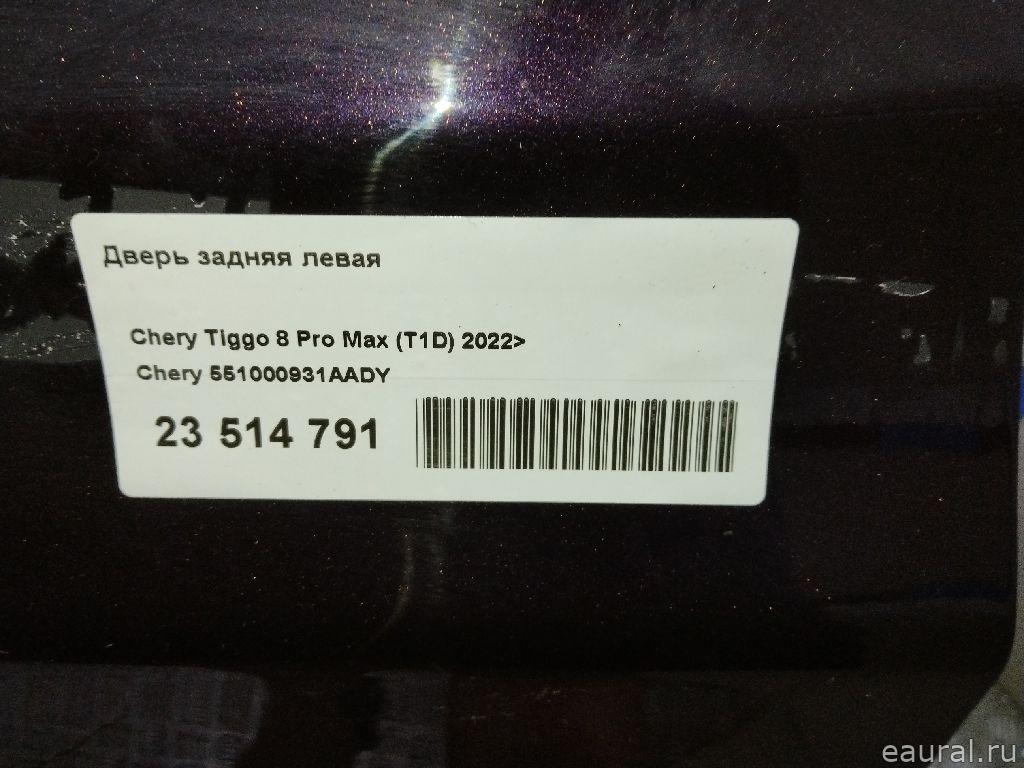 Дверь задняя левая
Chery Tiggo 8 Pro Max (T1D) 2022>
Chery 551000931AADY
23 514 791
eaural.ru